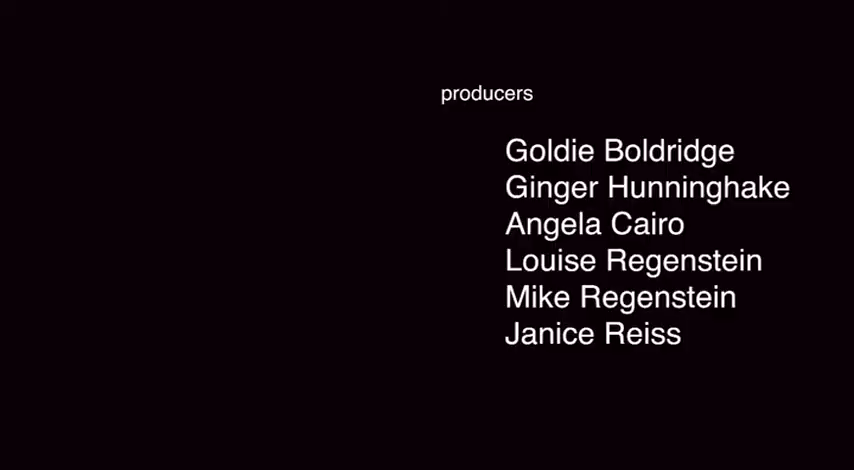 producers
Goldie Boldridge
Ginger Hunninghake
Angela Cairo
Louise Regenstein
Mike Regenstein
Janice Reiss